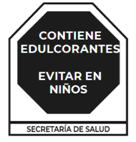 CONTIENE
EDULCORANTES
EVITAR EN
NIÑOS
SECRETARÍA DE SALUD